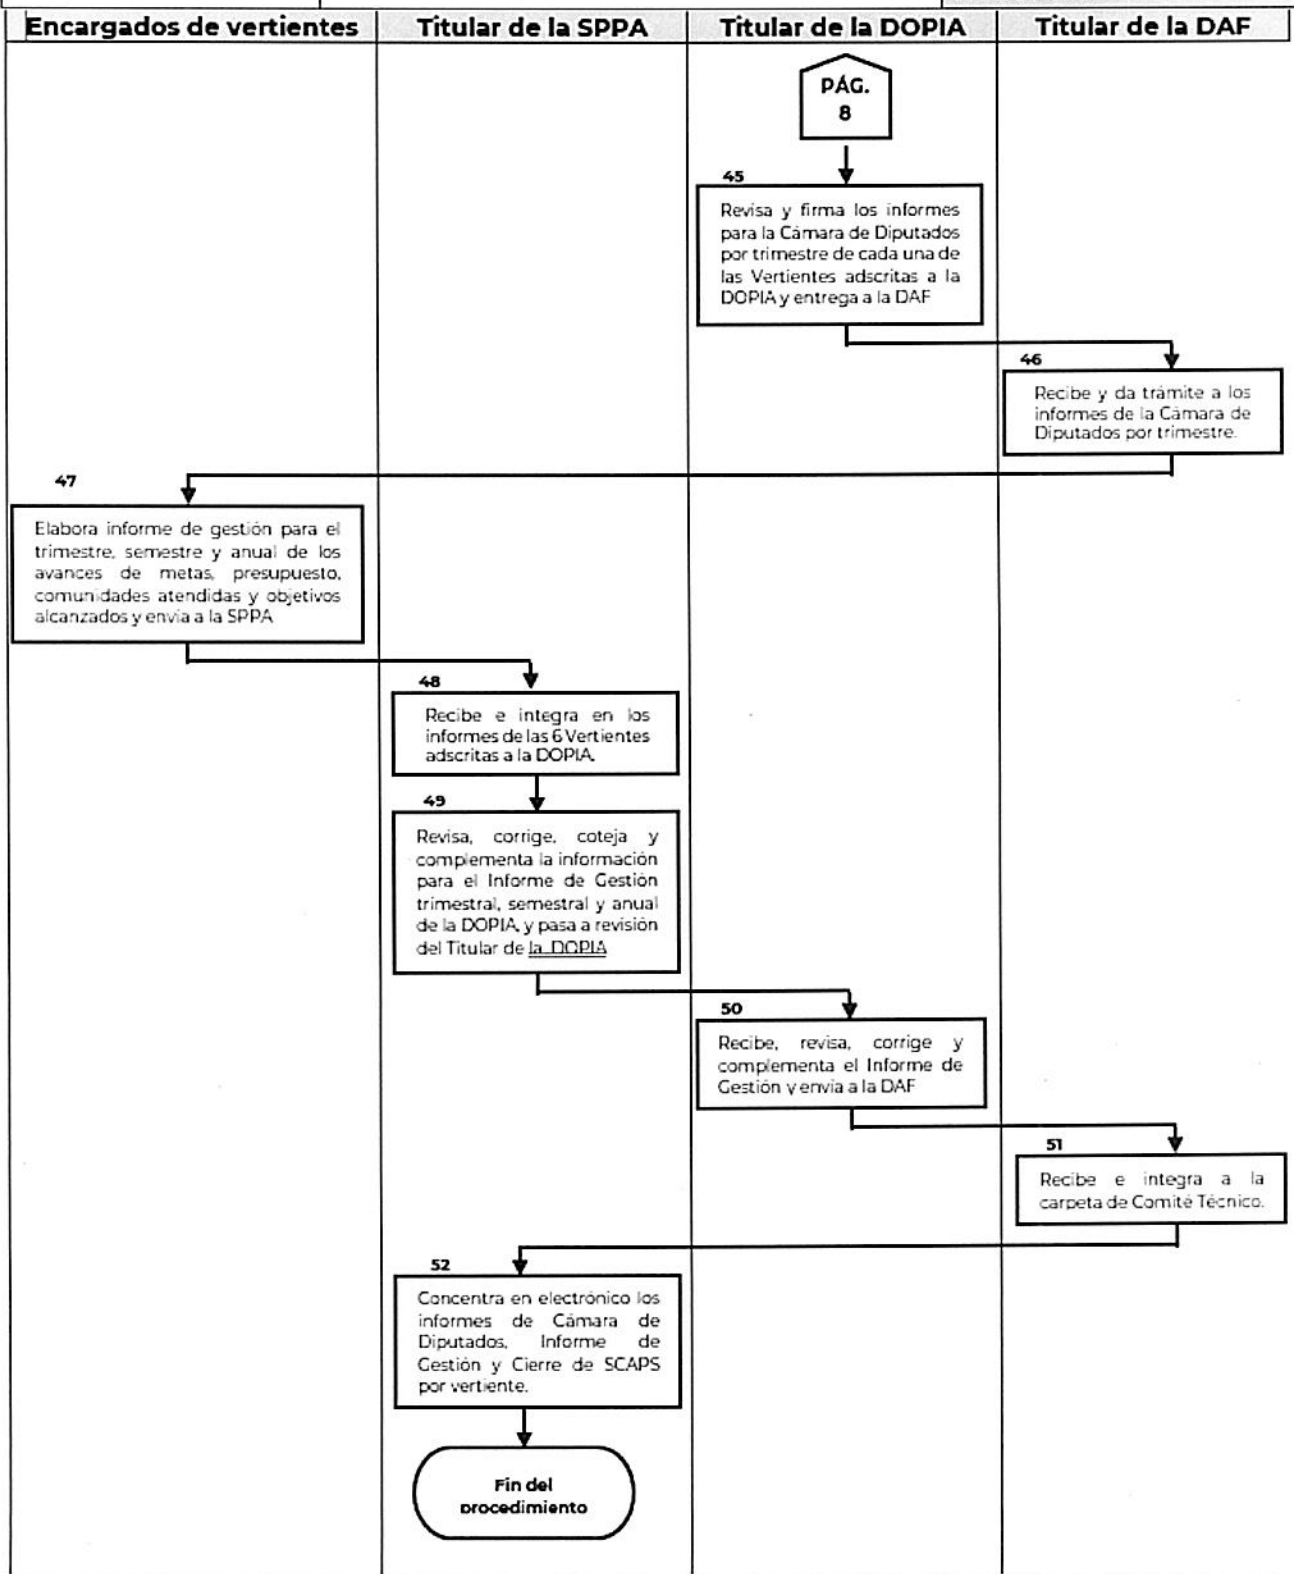 Encargados de vertientes
Titular de la SPPA
Titular de la DOPIA
Titular de la DAF
PÁG.
8
45
Revisa y firma los informes
para la Cámara de Diputados
por trimestre de cada una de
las Vertientes adscritas a la
DOPIA y entrega a la DAF
46
Recibe y da trámite a los
informes de la Cámara de
Diputados por trimestre.
47
Elabora informe de gestión para el
trimestre, semestre y anual de los
avances de metas, presupuesto,
comunidades atendidas y objetivos
alcanzados y envía a la SPPA
48
Recibe e integra en los
informes de las 6 Vertientes
adscritas a la DOPIA.
49
Revisa, corrige, coteja y
complementa la información
para el Informe de Gestión
trimestral, semestral y anual
de la DOPIA, y pasa a revisión
del Titular de la DOPIA
50
Recibe, revisa, corrige y
complementa el Informe de
Gestión y envía a la DAF
51
Recibe e integra a la
carpeta de Comité Técnico.
52
Concentra en electrónico los
informes de Cámara de
Diputados, Informe de
Gestión y Cierre de SCAPS
por vertiente.
Fin del
procedimiento